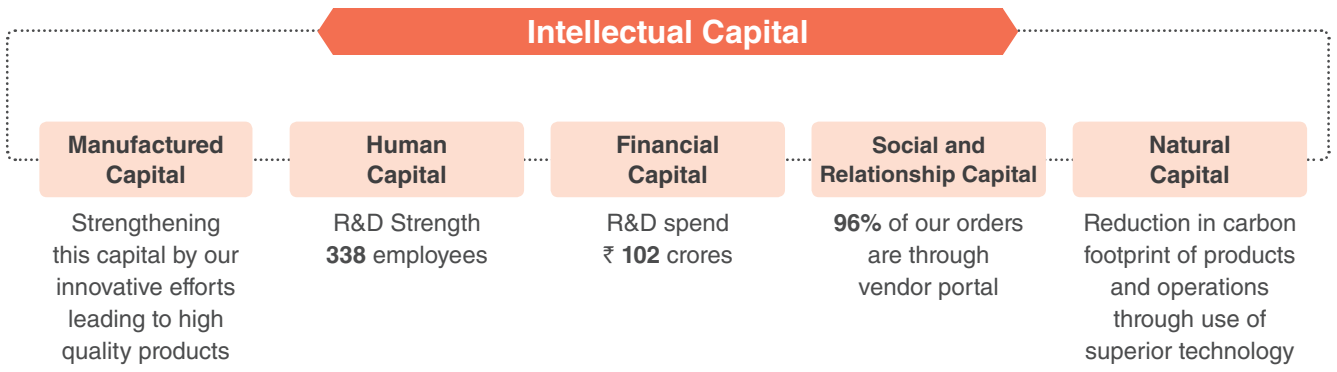 Intellectual Capital
Manufactured
Capital
Strengthening
this capital by our
innovative efforts
leading to high
quality products
Human
Capital
R&D Strength
338 employees
Financial
Capital
R&D spend
₹ 102 crores
Social and
Relationship Capital
96% of our orders
are through
vendor portal
Natural
Capital
Reduction in carbon
footprint of products
and operations
through use of
superior technology